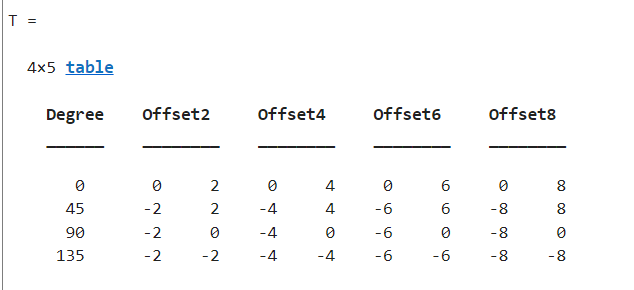 T =
4×5 table
Degree Offset2 Offset4 Offset6 Offset8
0 0 2 0 4 0 6 0 8
45 -2 2 -4 4 -6 6 -8 8
90 -2 0 -4 0 -6 0 -8 0
135 -2 -2 -4 -4 -6 -6 -8 -8